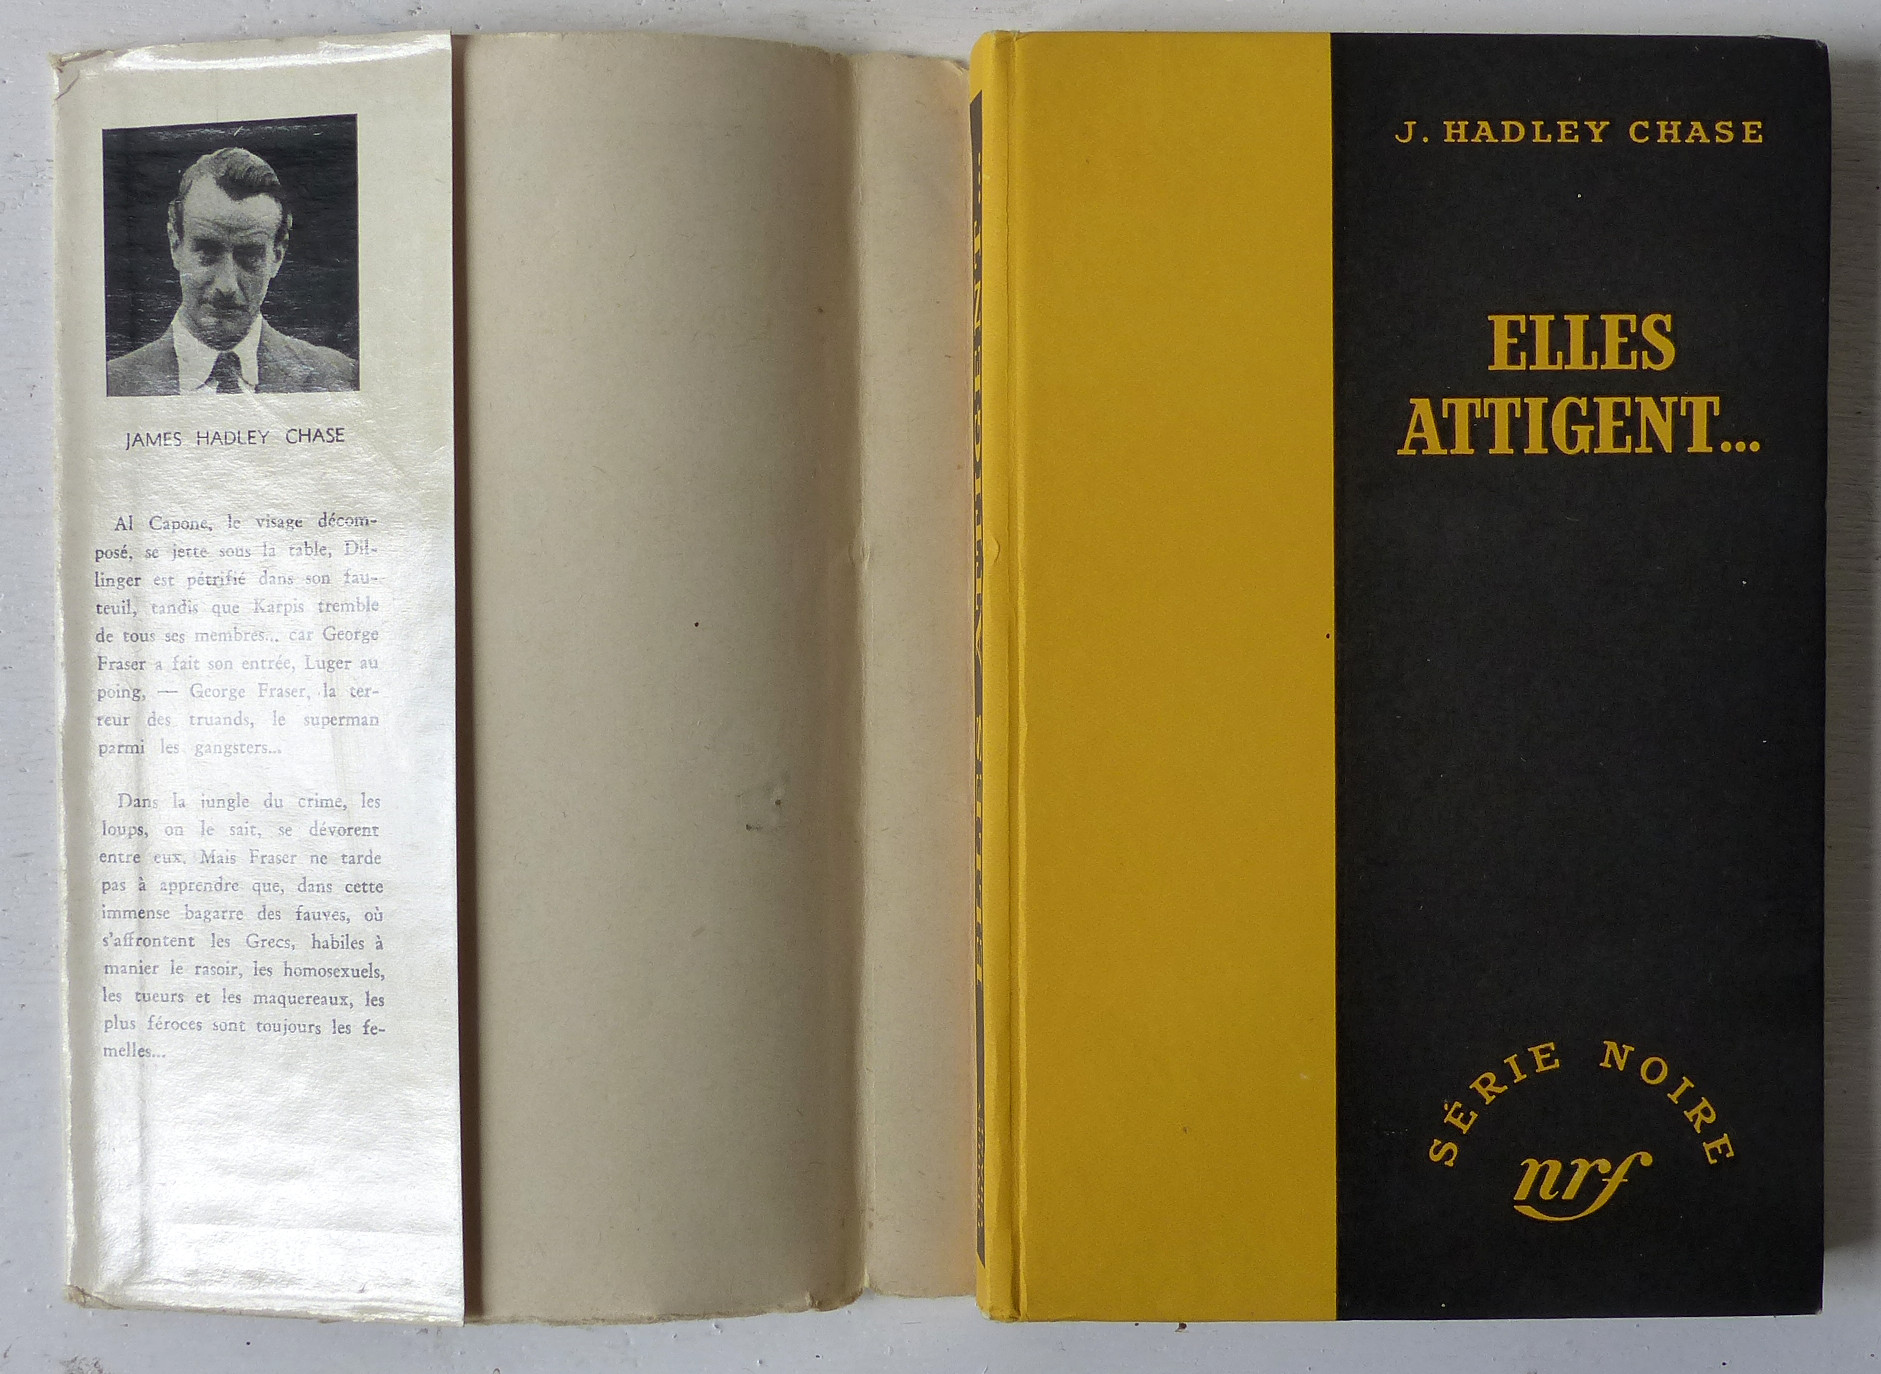 JAMES HADLEY CHASE
Al Capone, le visage décom-
posé, se jette sous la table, Dil-
linger est pétrifié dans son fau-
teuil, tandis que Karpis tremble
de tous ses membres... car George
Fraser a fait son entrée, Luger au
poing, — George Fraser, la ter-
reur des truands, le superman
parmi les gangsters...
Dans la jungle du crime, les
loups, on le sait, se dévorent
entre eux. Mais Fraser ne tarde
pas à apprendre que, dans cette
immense bagarre des fauves, où
s'affrontent les Grecs, habiles à
manier le rasoir, les homosexuels,
les tueurs et les maquereaux, les
plus féroces sont toujours les fe-
melles...
ELLES ATTIGENT...
J. HADLEY CHASE
ELLES
ATTIGENT...
SÉRIE NOIRE
nrf